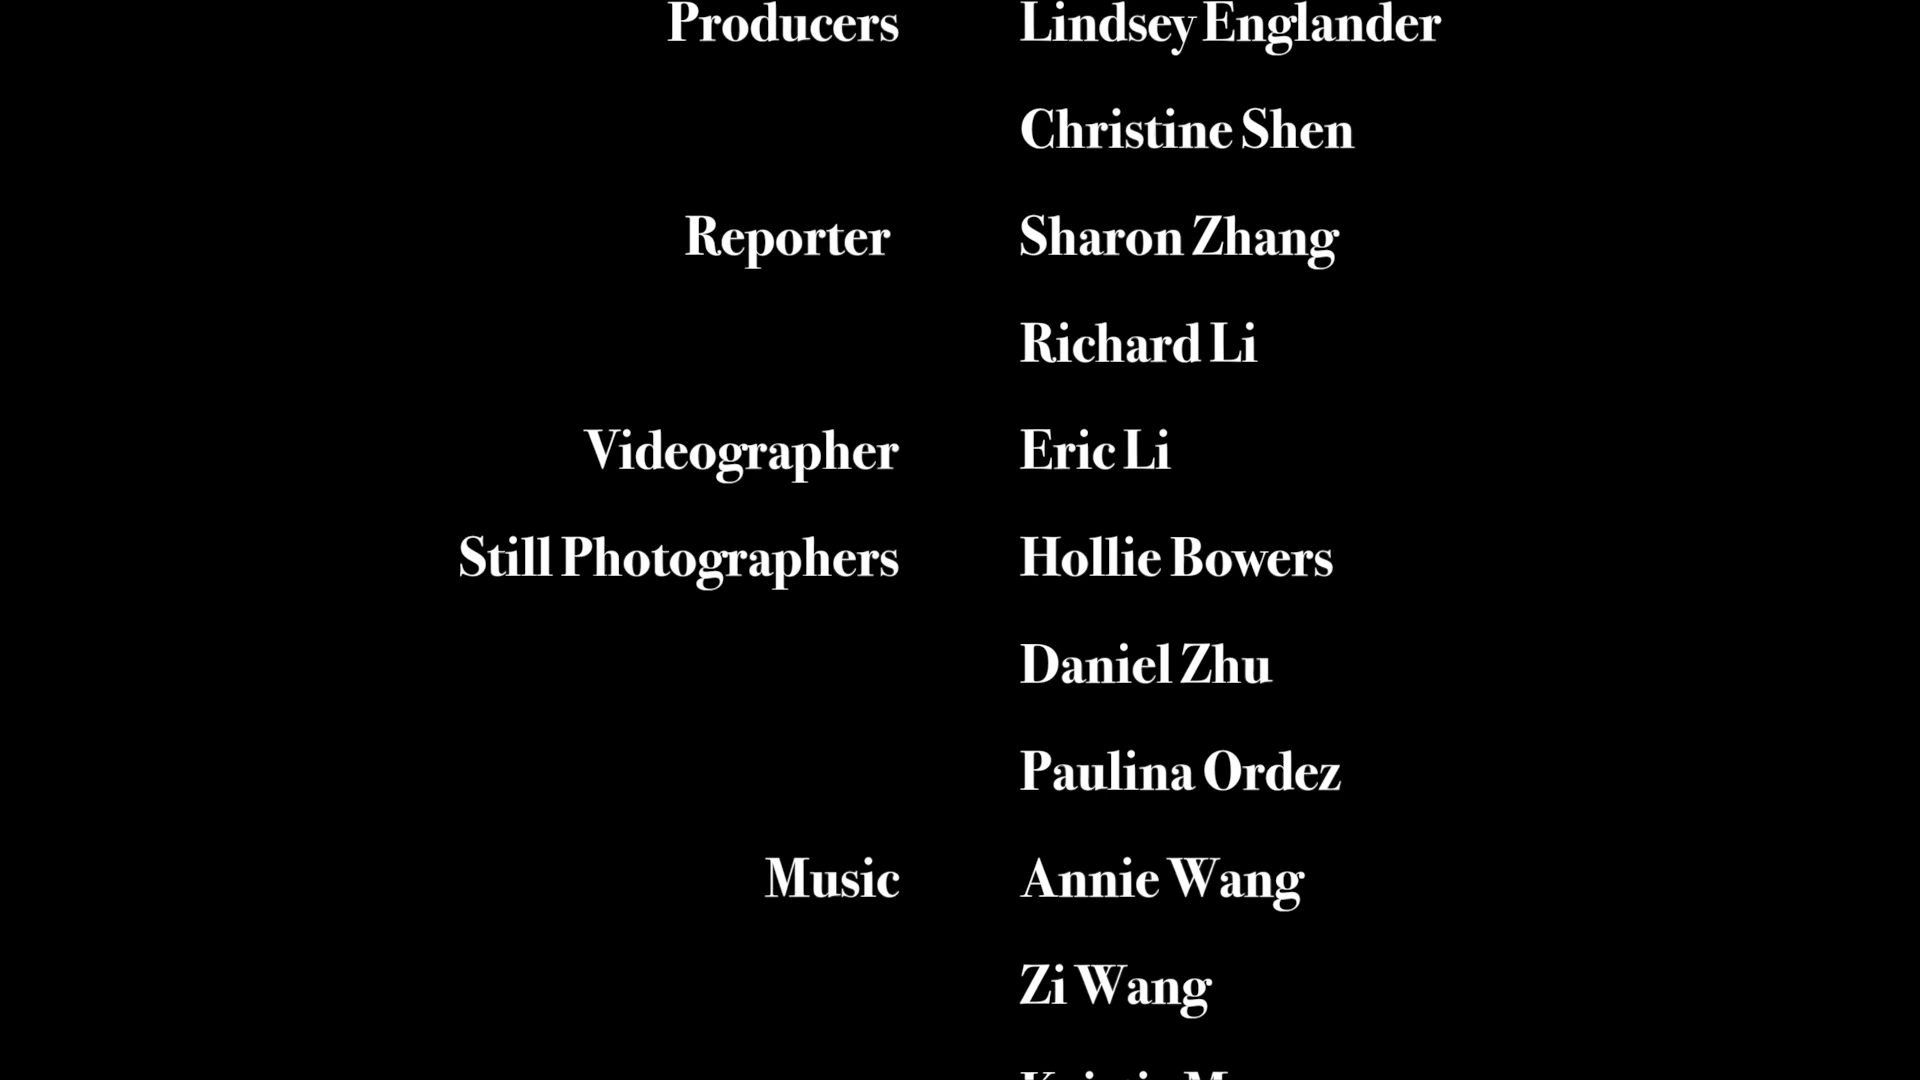 Producers Lindsey Englander
Christine Shen
Reporter Sharon Zhang
Richard Li
Videographer Eric Li
Still Photographers Hollie Bowers
Daniel Zhu
Paulina Ordez
Music Annie Wang
Zi Wang